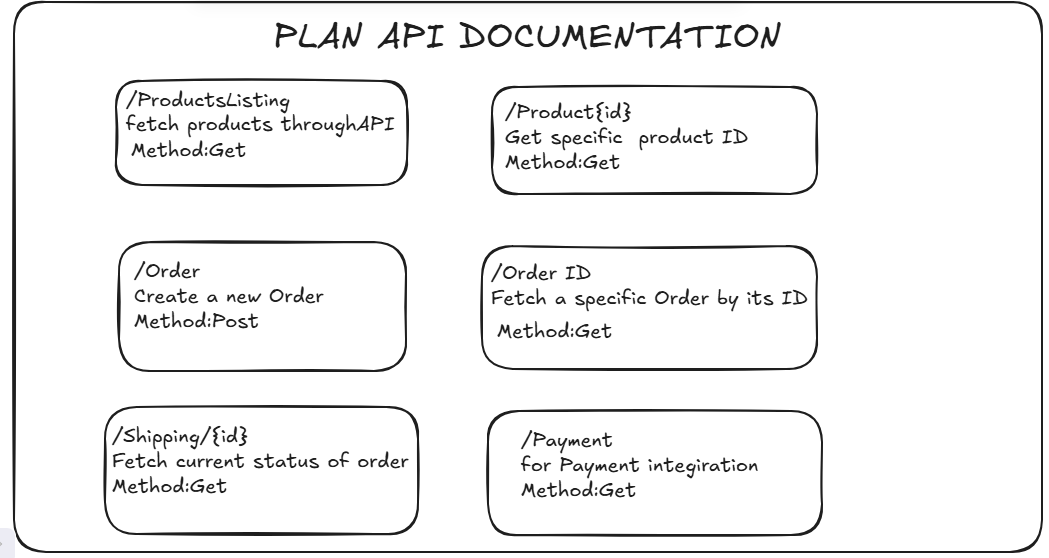 PLAN API DOCUMENTATION
/ProductsListing
fetch products throughAPI
Method:Get
/Product{id}
Get specific product ID
Method:Get
/Order
Create a new Order
Method:Post
/Order ID
Fetch a specific Order by its ID
Method:Get
/Shipping/{id}
Fetch current status of order
Method:Get
/Payment
for Payment integiration
Method:Get